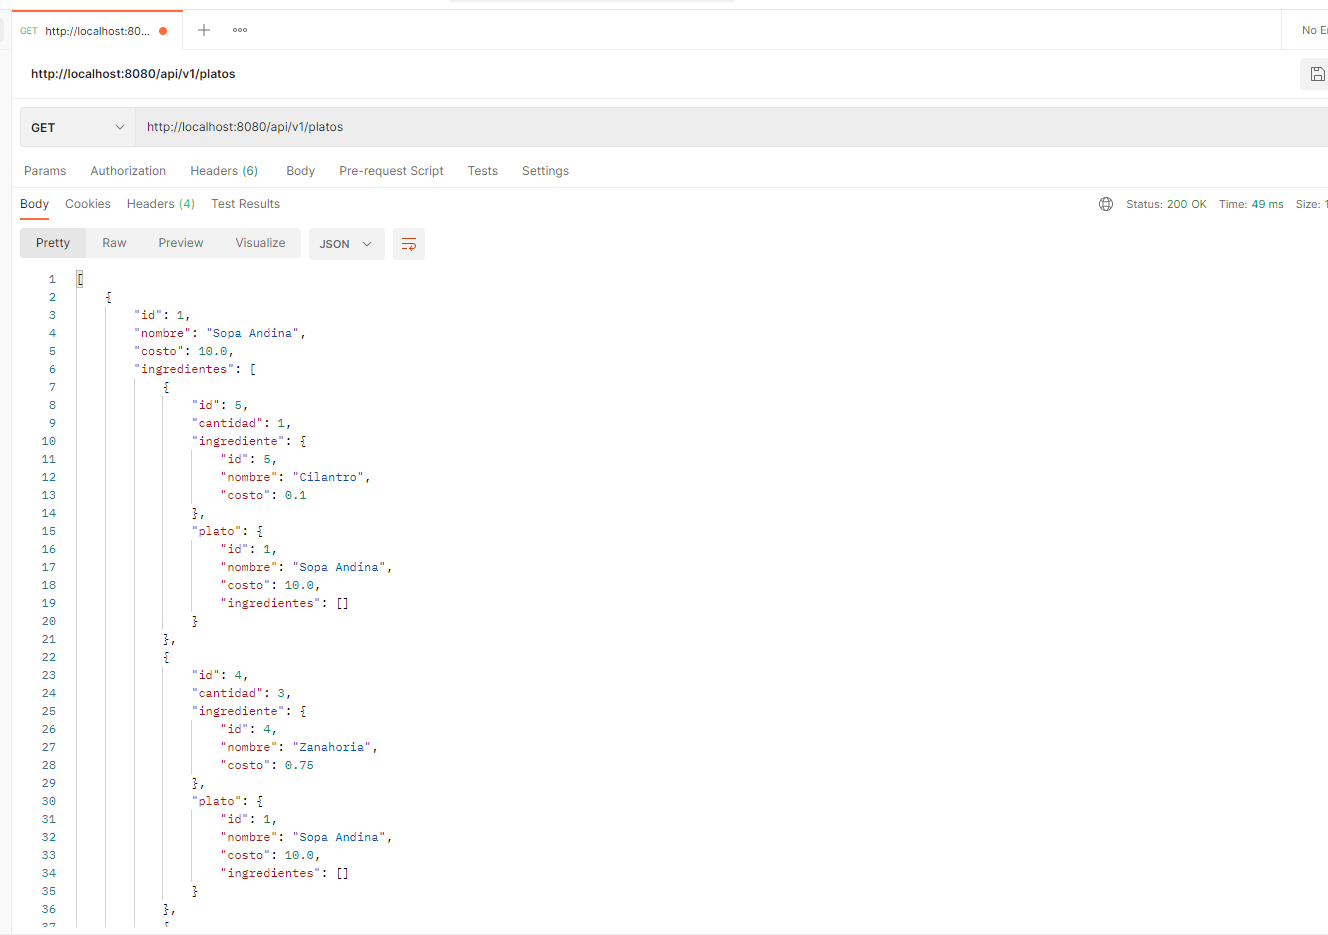 GET http://localhost:80...
No
http://localhost:8080/api/v1/platos
GET http://localhost:8080/api/v1/platos
Params Authorization Headers (6) Body Pre-request Script Tests Settings
Body Cookies Headers (4) Test Results Status: 200 OK Time: 49 ms Size:
Pretty Raw Preview Visualize JSON
1 [
2 {
3 "id": 1,
4 "nombre": "Sopa Andina",
5 "costo": 10.0,
6 "ingredientes": [
7 {
8 "id": 5,
9 "cantidad": 1,
10 "ingrediente": {
11 "id": 5,
12 "nombre": "Cilantro",
13 "costo": 0.1
14 },
15 "plato": {
16 "id": 1,
17 "nombre": "Sopa Andina",
18 "costo": 10.0,
19 "ingredientes": []
20 }
21 },
22 {
23 "id": 4,
24 "cantidad": 3,
25 "ingrediente": {
26 "id": 4,
27 "nombre": "Zanahoria",
28 "costo": 0.75
29 },
30 "plato": {
31 "id": 1,
32 "nombre": "Sopa Andina",
33 "costo": 10.0,
34 "ingredientes": []
35 }
36 },
37 {